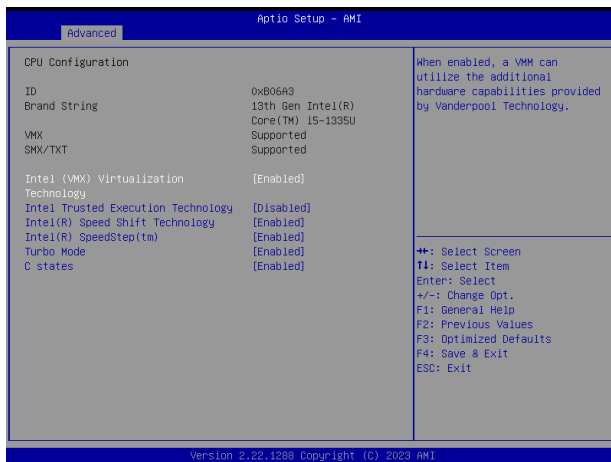 Aptio Setup - AMI
Advanced
CPU Configuration
ID 0xB06A3
Brand String 13th Gen Intel(R)
Core(TM) i5-1335U
VMX Supported
SMX/TXT Supported
Intel (VMX) Virtualization [Enabled]
Technology
Intel Trusted Execution Technology [Disabled]
Intel(R) Speed Shift Technology [Enabled]
Intel(R) SpeedStep(tm) [Enabled]
Turbo Mode [Enabled]
C states [Enabled]
When enabled, a VMM can
utilize the additional
hardware capabilities provided
by Vanderpool Technology.
→←: Select Screen
↑↓: Select Item
Enter: Select
+/-: Change Opt.
F1: General Help
F2: Previous Values
F3: Optimized Defaults
F4: Save & Exit
ESC: Exit
Version 2.22.1288 Copyright (C) 2023 AMI